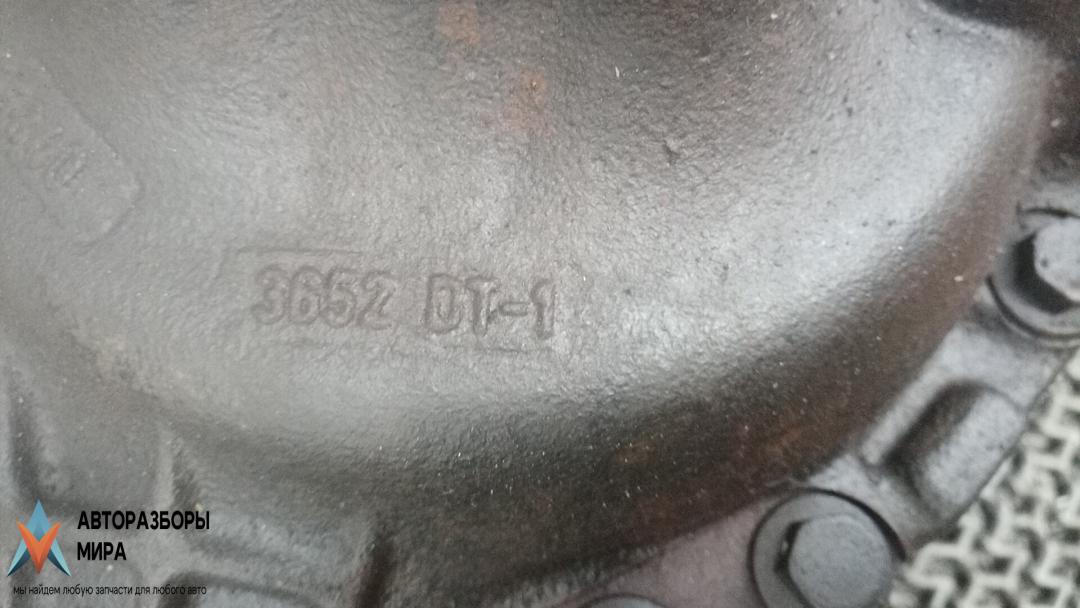 3652 DT-1
АВТОРАЗБОРЫ
МИРА
мы найдем любую запчасти для любого авто